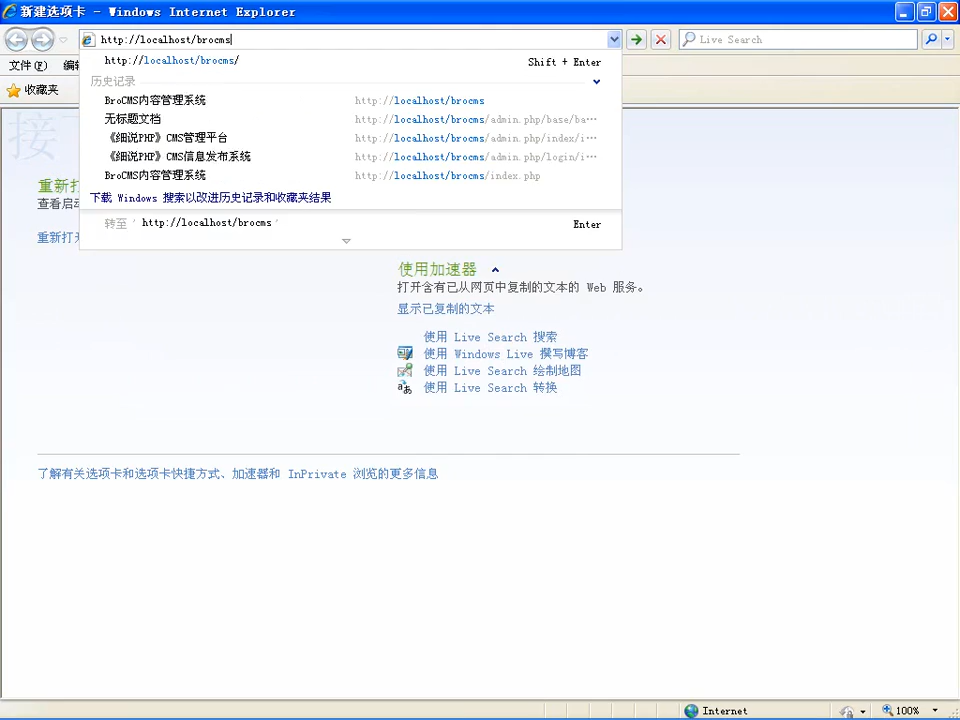 新建选项卡 - Windows Internet Explorer
http://localhost/brocms
Live Search
http://localhost/brocms/ Shift + Enter
文件(F)
历史记录
收藏夹
BroCMS内容管理系统 http://localhost/brocms
无标题文档 http://localhost/brocms/admin.php/base/ba…
《细说PHP》CMS管理平台 http://localhost/brocms/admin.php/index/i…
《细说PHP》CMS信息发布系统 http://localhost/brocms/admin.php/login/i…
BroCMS内容管理系统 http://localhost/brocms/index.php
下载 Windows 搜索以改进历史记录和收藏夹结果
转至 ' http://localhost/brocms ' Enter
接
重新打
查看启动
重新打开
使用加速器
打开含有已从网页中复制的文本的 Web 服务。
显示已复制的文本
使用 Live Search 搜索
使用 Windows Live 撰写博客
使用 Live Search 绘制地图
使用 Live Search 转换
了解有关选项卡和选项卡快捷方式、加速器和 InPrivate 浏览的更多信息
Internet
100%